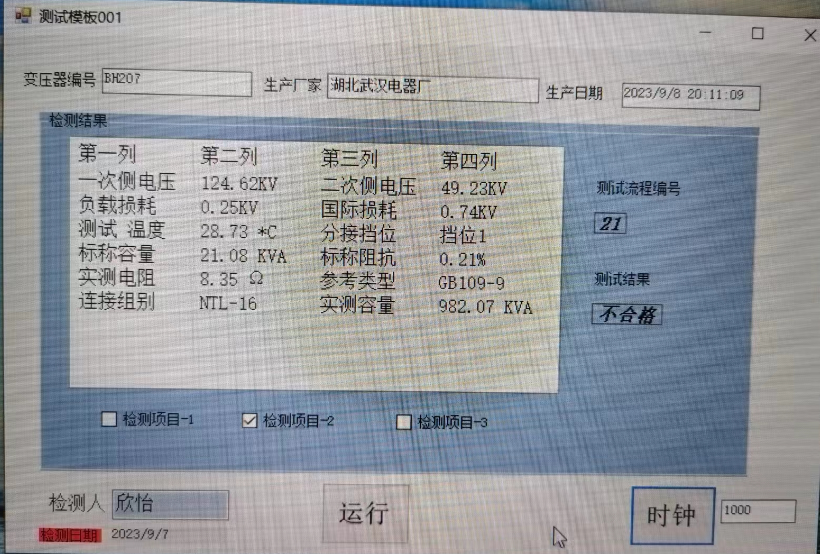 测试模板001
变压器编号 BH207 生产厂家 湖北武汉电器厂 生产日期 2023/9/8 20:11:09
检测结果
第一列 第二列 第三列 第四列
一次侧电压 124.62KV 二次侧电压 49.23KV
负载损耗 0.25KV 国际损耗 0.74KV
测试 温度 28.73 *C 分接挡位 挡位1
标称容量 21.08 KVA 标称阻抗 0.21%
实测电阻 8.35 Ω 参考类型 GB109-9
连接组别 NTL-16 实测容量 982.07 KVA
测试流程编号
21
测试结果
不合格
检测项目-1 检测项目-2 检测项目-3
检测人 欣怡 运行 时钟 1000
检测日期 2023/9/7